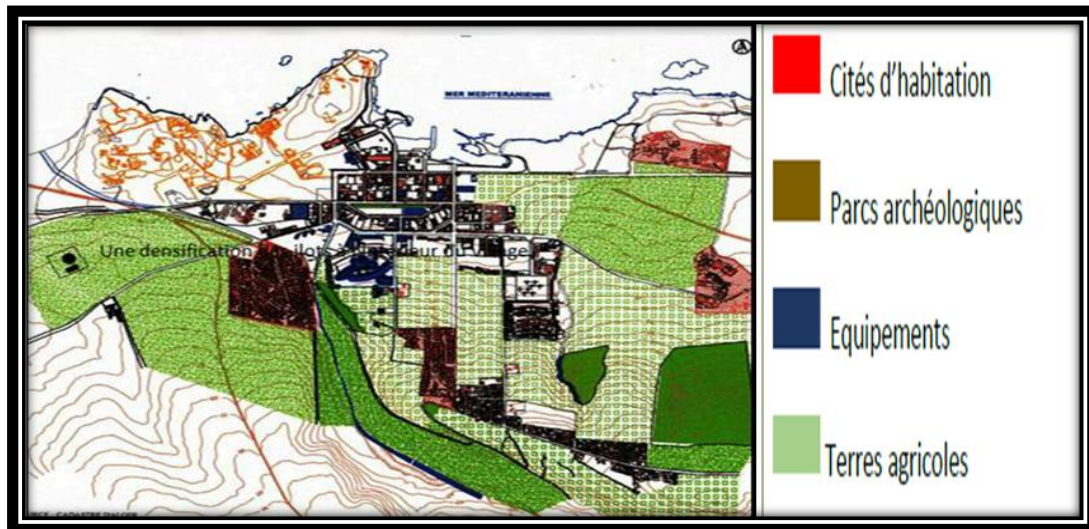 MER MEDITERANIENNE
Une densification
Cités d'habitation
Parcs archéologiques
Equipements
Terres agricoles